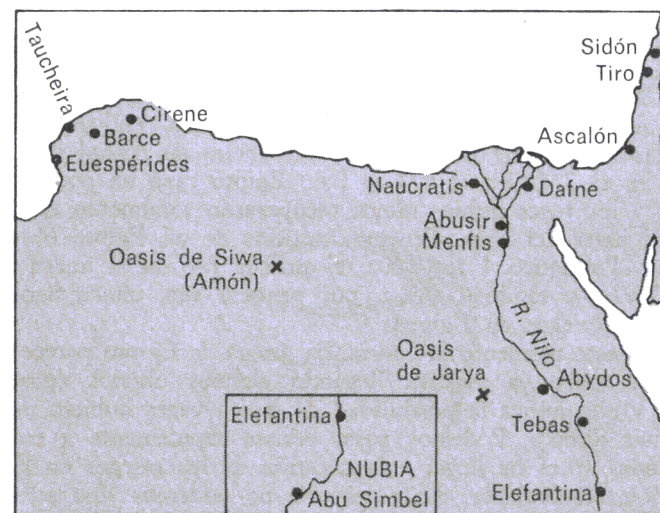 Taucheira
Cirene
Barce
Euespérides
Sidón
Tiro
Ascalón
Naucratis
Dafne
Abusir
Menfis
Oasis de Siwa
(Amón)
R. Nilo
Oasis
de Jarya
Abydos
Tebas
Elefantina
Elefantina
NUBIA
Abu Simbel